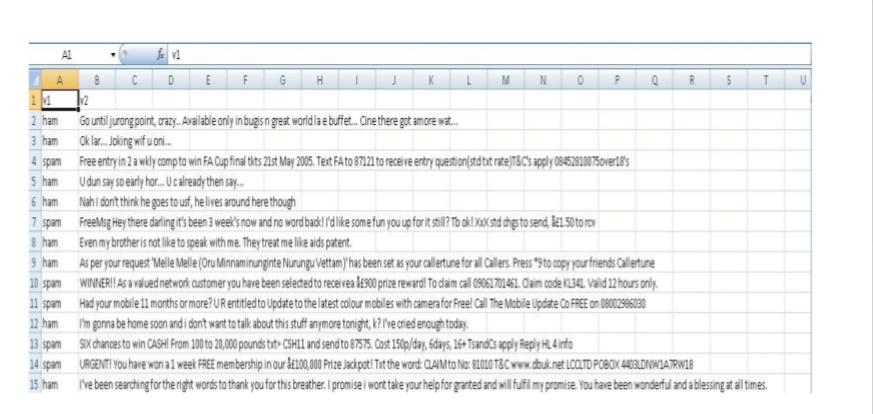 A1 fx v1
A B C D E F G H I J K L M N O P Q R S T U
1 v1 v2
2 ham Go until jurong point, crazy.. Available only in bugis n great world la e buffet... Cine there got amore wat...
3 ham Ok lar... Joking wif u oni...
4 spam Free entry in 2 a wkly comp to win FA Cup final tkts 21st May 2005. Text FA to 87121 to receive entry question(std txt rate)T&C's apply 08452810075over18's
5 ham U dun say so early hor... U c already then say...
6 ham Nah I don't think he goes to usf, he lives around here though
7 spam FreeMsg Hey there darling it's been 3 week's now and no word back! I'd like some fun you up for it still? Tb ok! XxX std chgs to send, å£1.50 to rcv
8 ham Even my brother is not like to speak with me. They treat me like aids patent.
9 ham As per your request 'Melle Melle (Oru Minnaminunginte Nurungu Vettam)' has been set as your callertune for all Callers. Press *9 to copy your friends Callertune
10 spam WINNER!! As a valued network customer you have been selected to receivea å£900 prize reward! To claim call 09061701461. Claim code KL341. Valid 12 hours only.
11 spam Had your mobile 11 months or more? U R entitled to Update to the latest colour mobiles with camera for Free! Call The Mobile Update Co FREE on 08002986030
12 ham I'm gonna be home soon and i don't want to talk about this stuff anymore tonight, k? I've cried enough today.
13 spam SIX chances to win CASH! From 100 to 20,000 pounds txt> CSH11 and send to 87575. Cost 150p/day, 6days, 16+ TsandCs apply Reply HL 4 info
14 spam URGENT! You have won a 1 week FREE membership in our å£100,000 Prize Jackpot! Txt the word: CLAIM to No: 81010 T&C www.dbuk.net LCCLTD POBOX 4403LDNW1A7RW18
15 ham I've been searching for the right words to thank you for this breather. I promise i wont take your help for granted and will fulfil my promise. You have been wonderful and a blessing at all times.